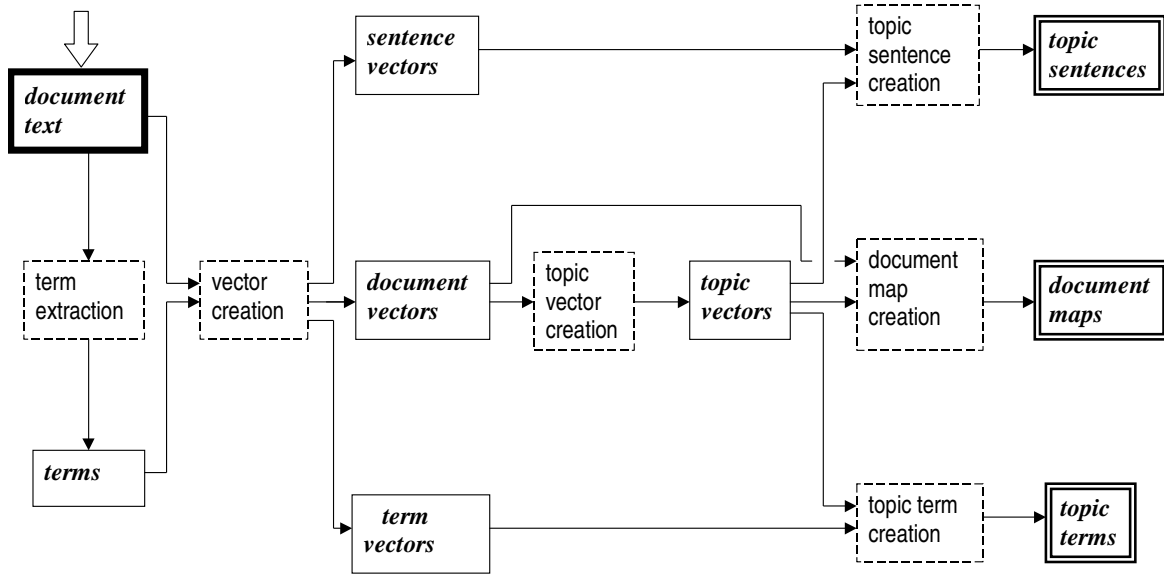 document
text
term
extraction
terms
vector
creation
sentence
vectors
document
vectors
term
vectors
topic
vector
creation
topic
vectors
topic
sentence
creation
document
map
creation
topic term
creation
topic
sentences
document
maps
topic
terms